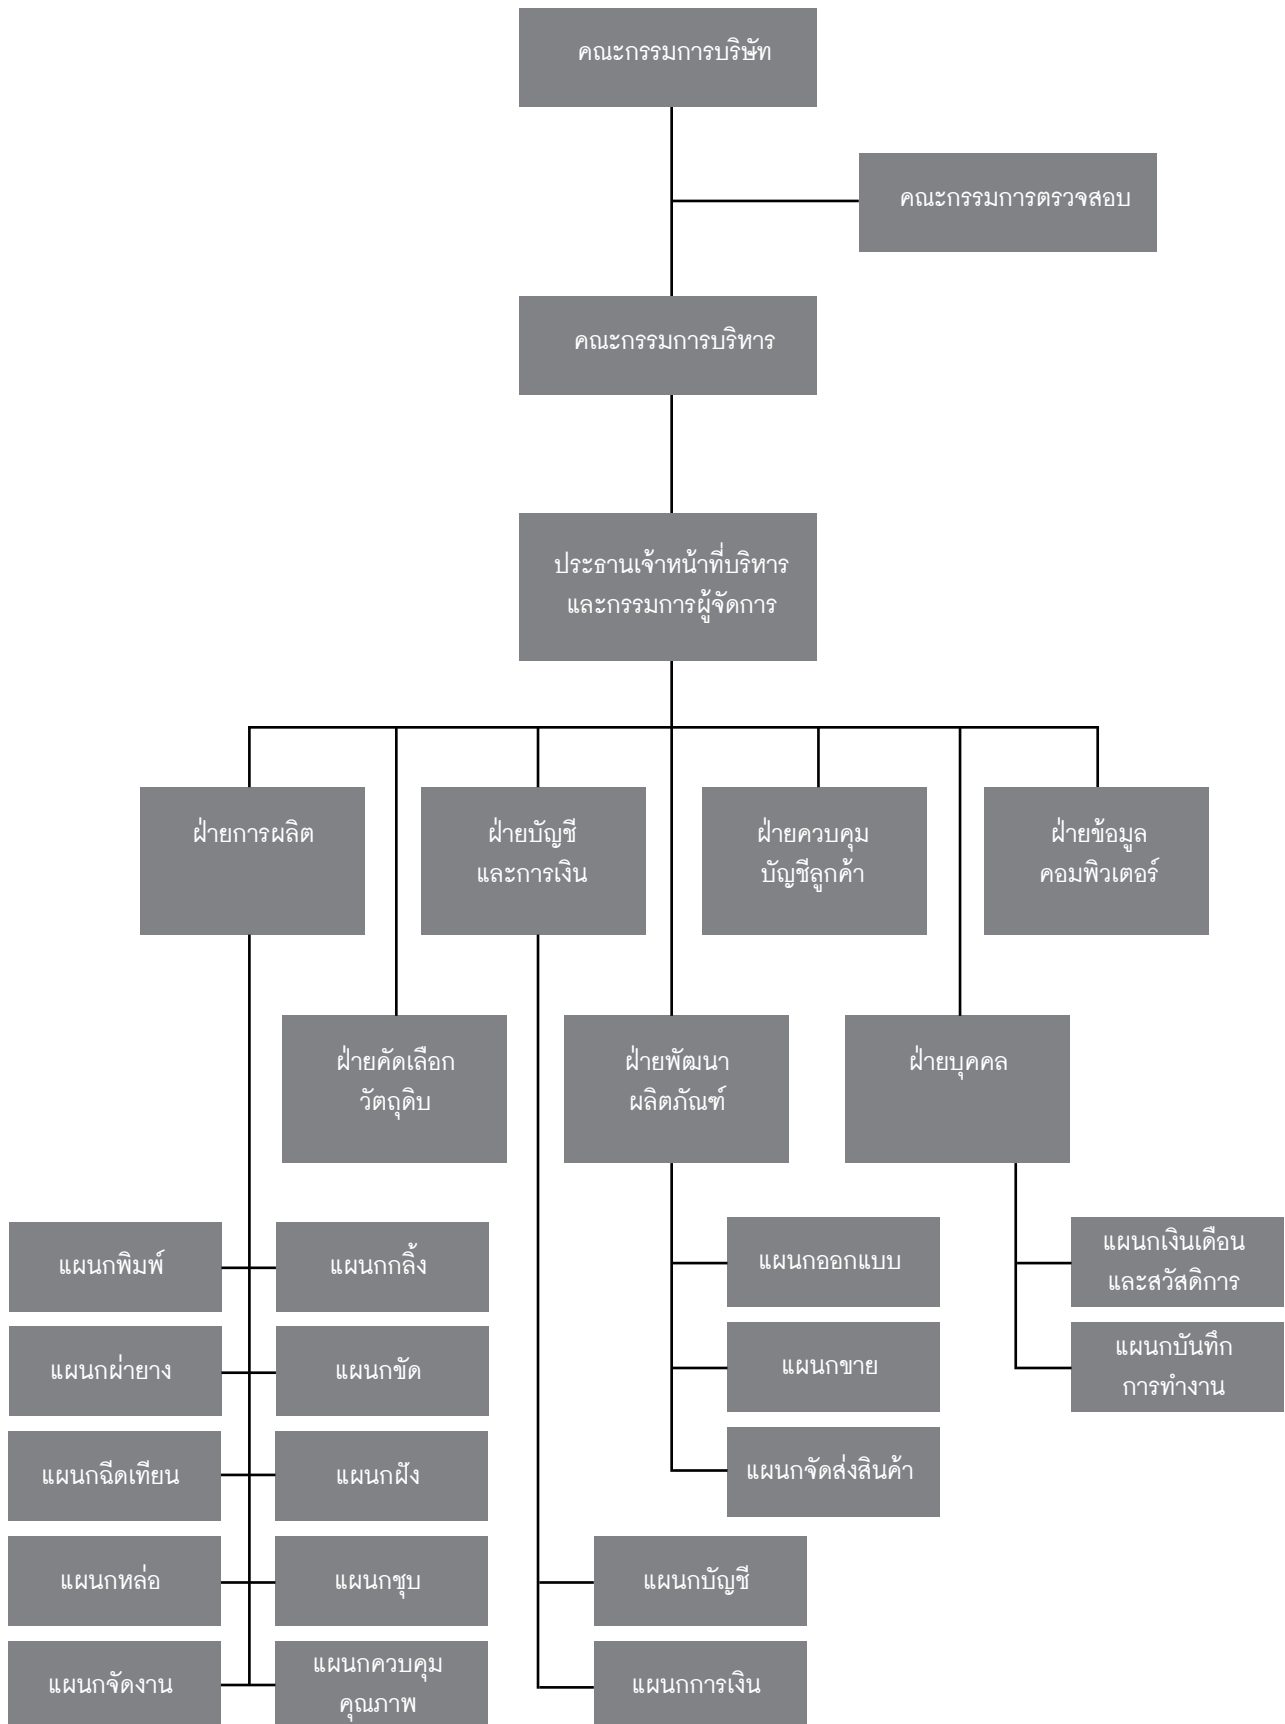 คณะกรรมการบริษัท
คณะกรรมการตรวจสอบ
คณะกรรมการบริหาร
ประธานเจ้าหน้าที่บริหาร
และกรรมการผู้จัดการ
ฝ่ายการผลิต
ฝ่ายบัญชี
และการเงิน
ฝ่ายควบคุม
บัญชีลูกค้า
ฝ่ายข้อมูล
คอมพิวเตอร์
ฝ่ายคัดเลือก
วัตถุดิบ
ฝ่ายพัฒนา
ผลิตภัณฑ์
ฝ่ายบุคคล
แผนกพิมพ์
แผนกกลิ้ง
แผนกออกแบบ
แผนกเงินเดือน
และสวัสดิการ
แผนกผ่ายาง
แผนกขัด
แผนกขาย
แผนกบันทึก
การทำงาน
แผนกฉีดเทียน
แผนกฝัง
แผนกจัดส่งสินค้า
แผนกหล่อ
แผนกชุบ
แผนกบัญชี
แผนกจัดงาน
แผนกควบคุม
คุณภาพ
แผนกการเงิน